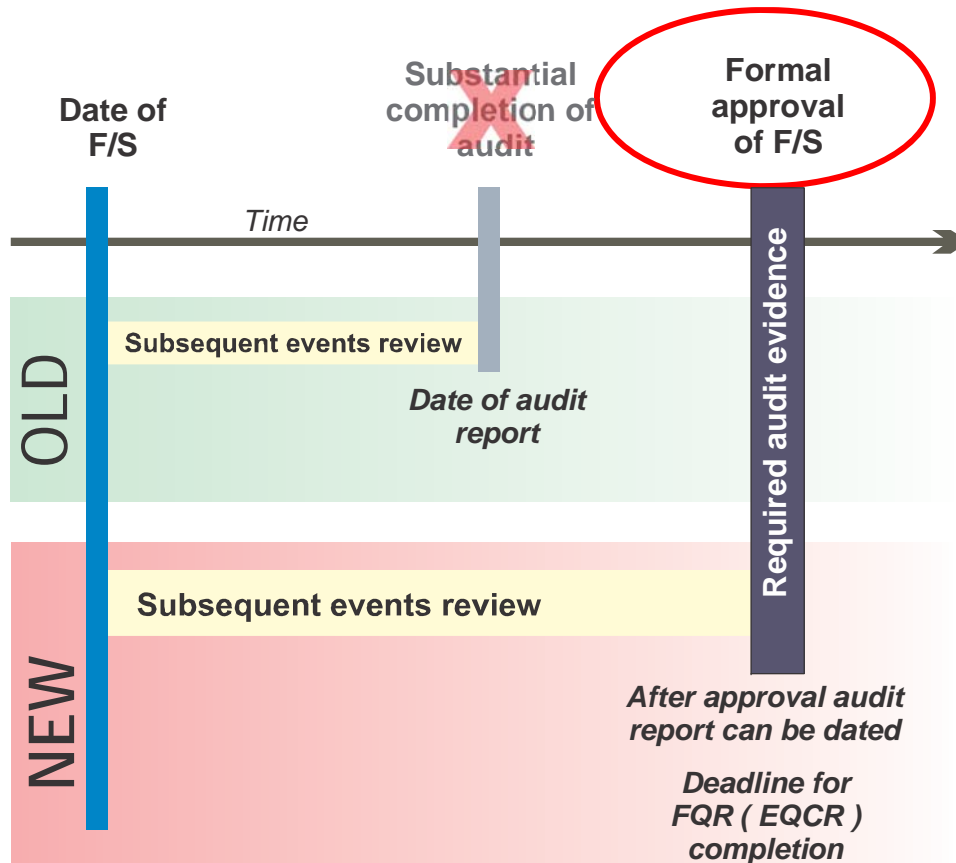 Date of
F/S
Substantial
completion of
audit
X
Formal
approval
of F/S
Time
OLD
Subsequent events review
Date of audit
report
Required audit evidence
NEW
Subsequent events review
After approval audit
report can be dated
Deadline for
FQR ( EQCR )
completion